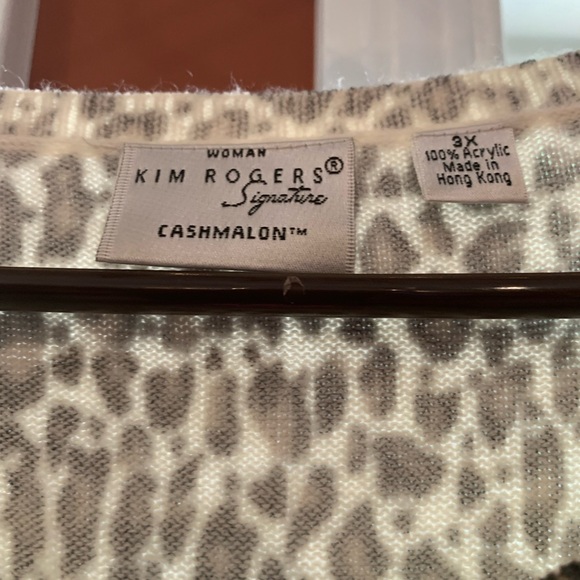 WOMAN
KIM ROGERS®
Signature
CASHMALON™
3X
100% Acrylic
Made in
Hong Kong